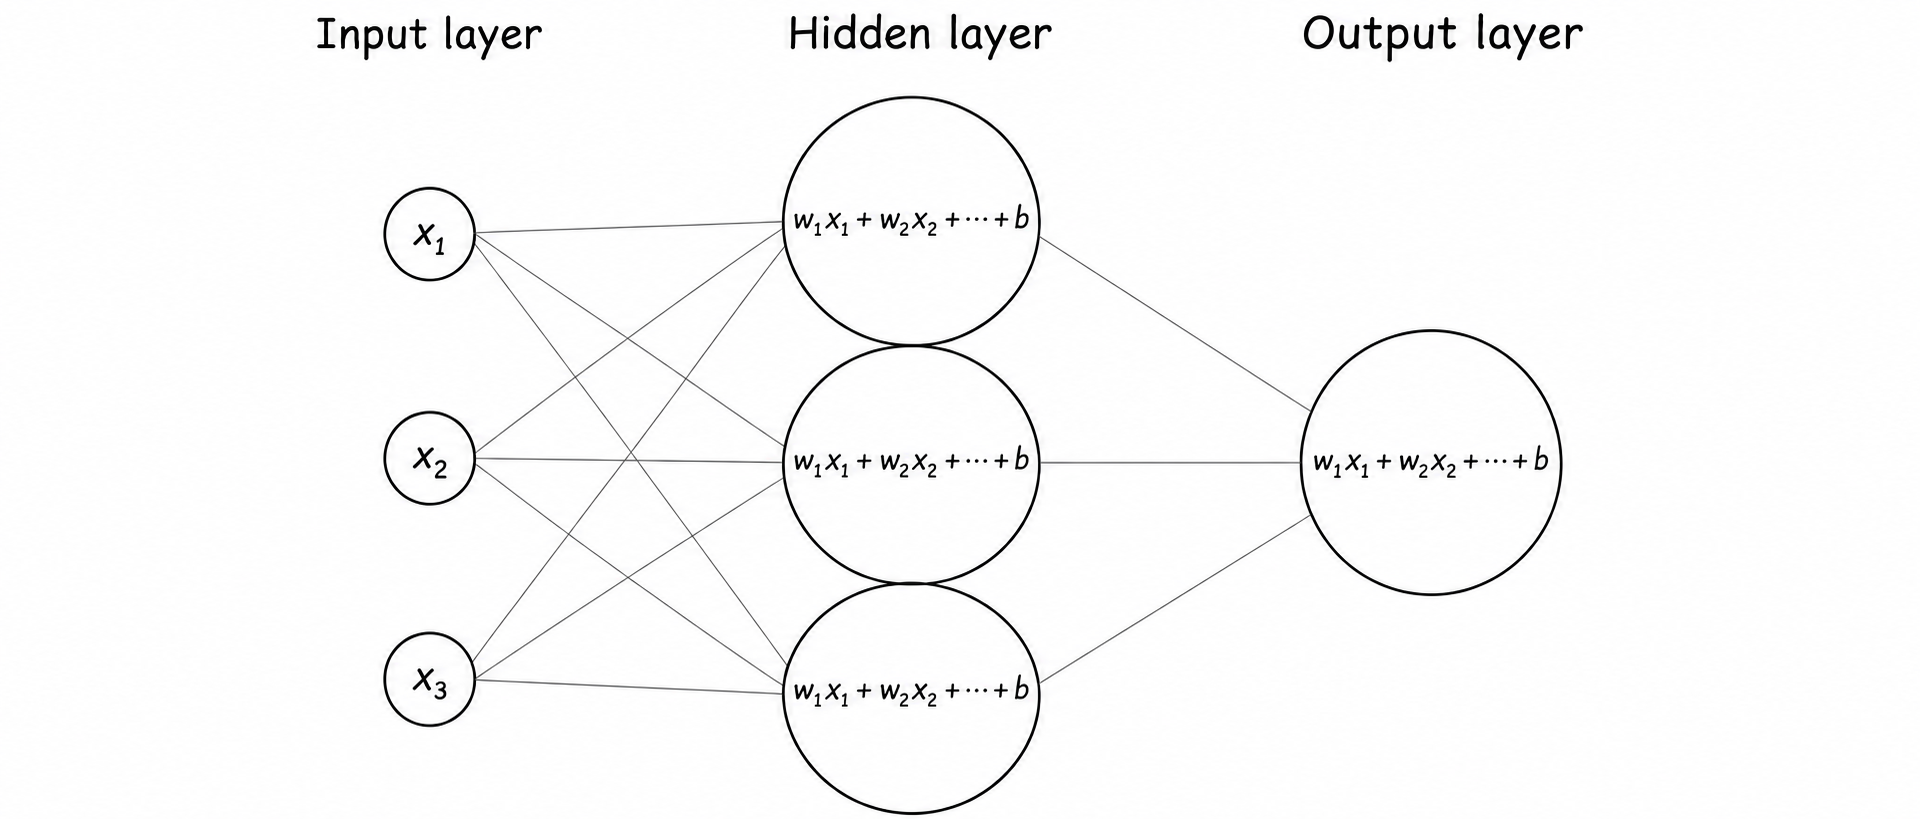 Input layer
Hidden layer
Output layer
x₁
x₂
x₃
w₁x₁ + w₂x₂ + ⋯ + b
w₁x₁ + w₂x₂ + ⋯ + b
w₁x₁ + w₂x₂ + ⋯ + b
w₁x₁ + w₂x₂ + ⋯ + b